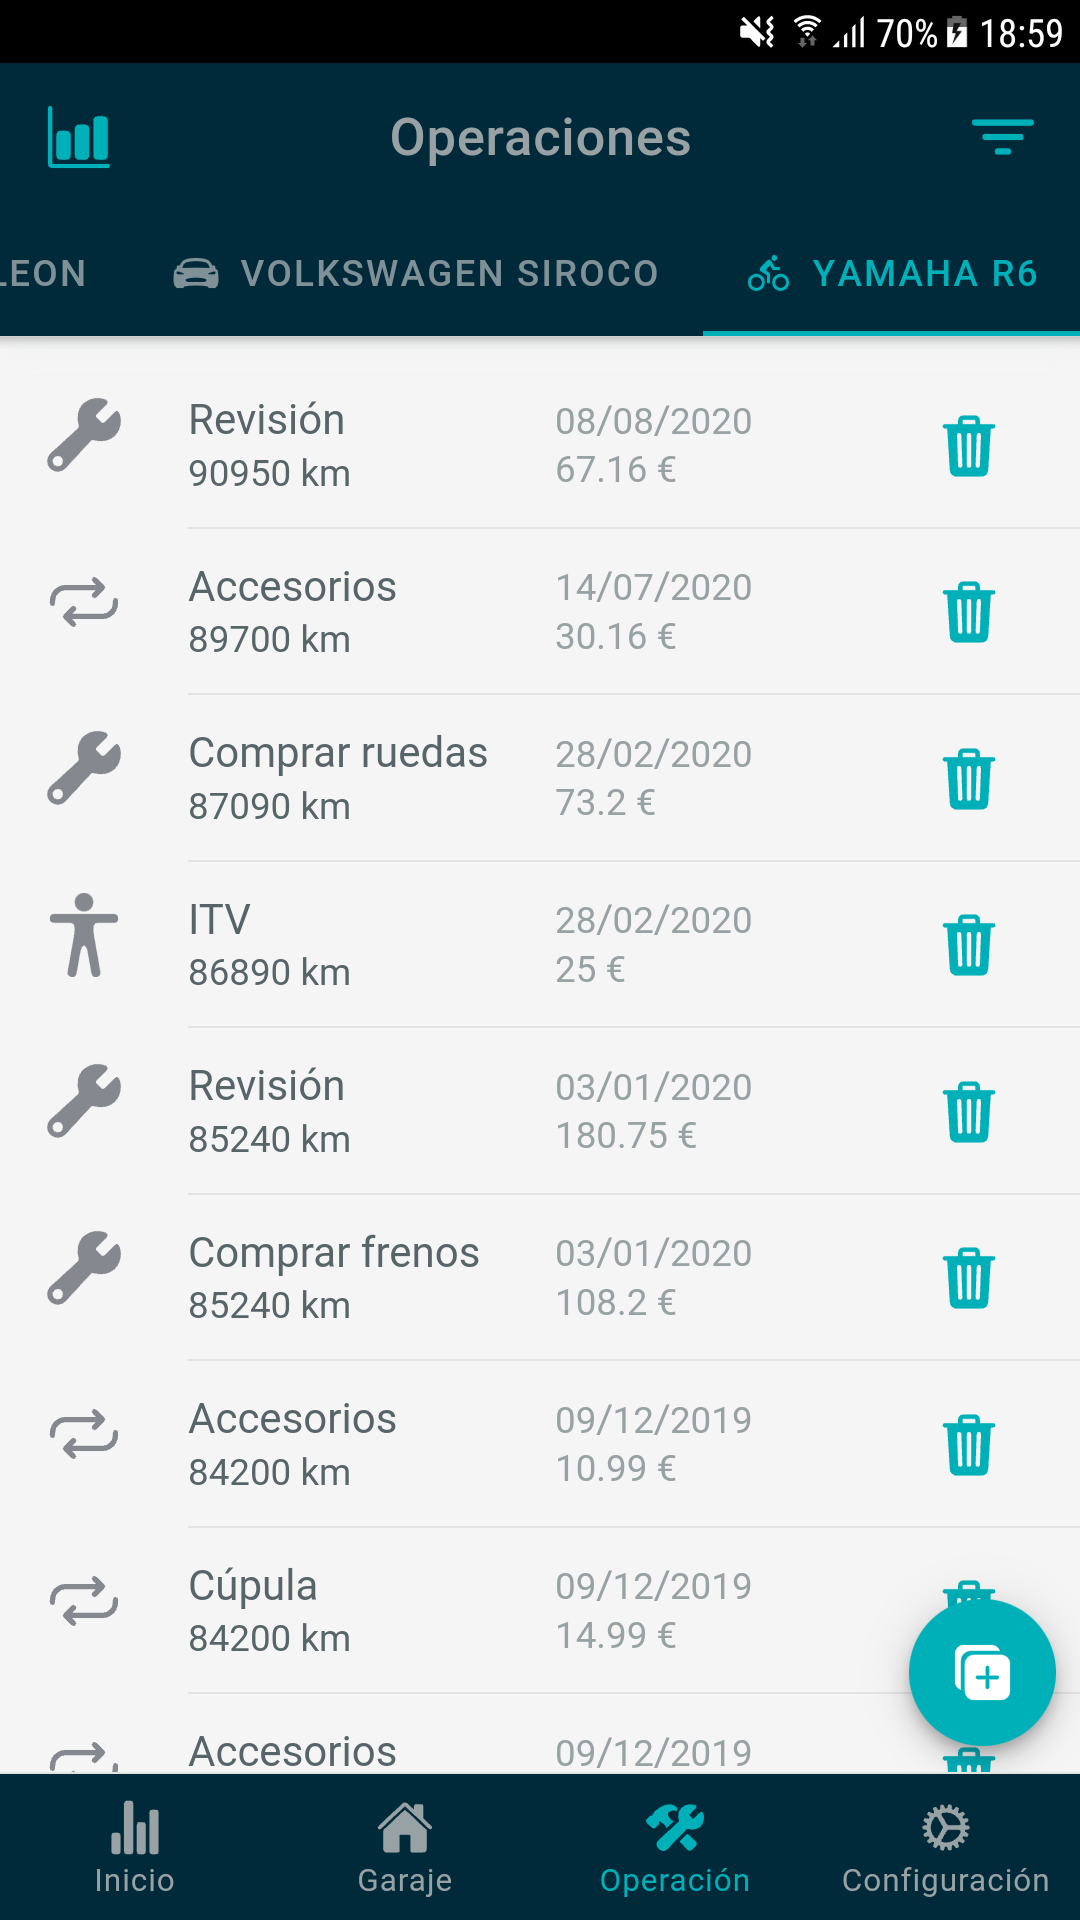 70% 18:59
Operaciones
LEON VOLKSWAGEN SIROCO YAMAHA R6
Revisión 08/08/2020
90950 km 67.16 €
Accesorios 14/07/2020
89700 km 30.16 €
Comprar ruedas 28/02/2020
87090 km 73.2 €
ITV 28/02/2020
86890 km 25 €
Revisión 03/01/2020
85240 km 180.75 €
Comprar frenos 03/01/2020
85240 km 108.2 €
Accesorios 09/12/2019
84200 km 10.99 €
Cúpula 09/12/2019
84200 km 14.99 €
Accesorios 09/12/2019
Inicio Garaje Operación Configuración